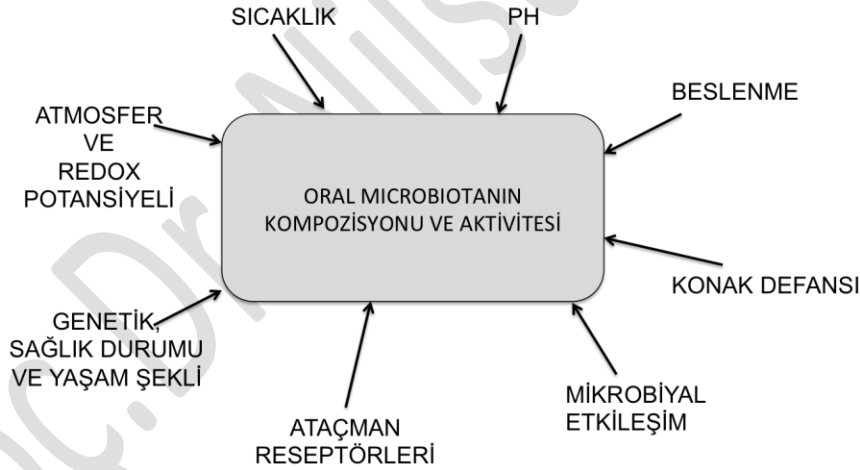 SICAKLIK
PH
BESLENME
ATMOSFER
VE
REDOX
POTANSİYELİ
ORAL MICROBIOTANIN
KOMPOZİSYONU VE AKTİVİTESİ
KONAK DEFANSI
GENETİK,
SAĞLIK DURUMU
VE YAŞAM ŞEKLİ
MİKROBİYAL
ETKİLEŞİM
ATAÇMAN
RESEPTÖRLERİ